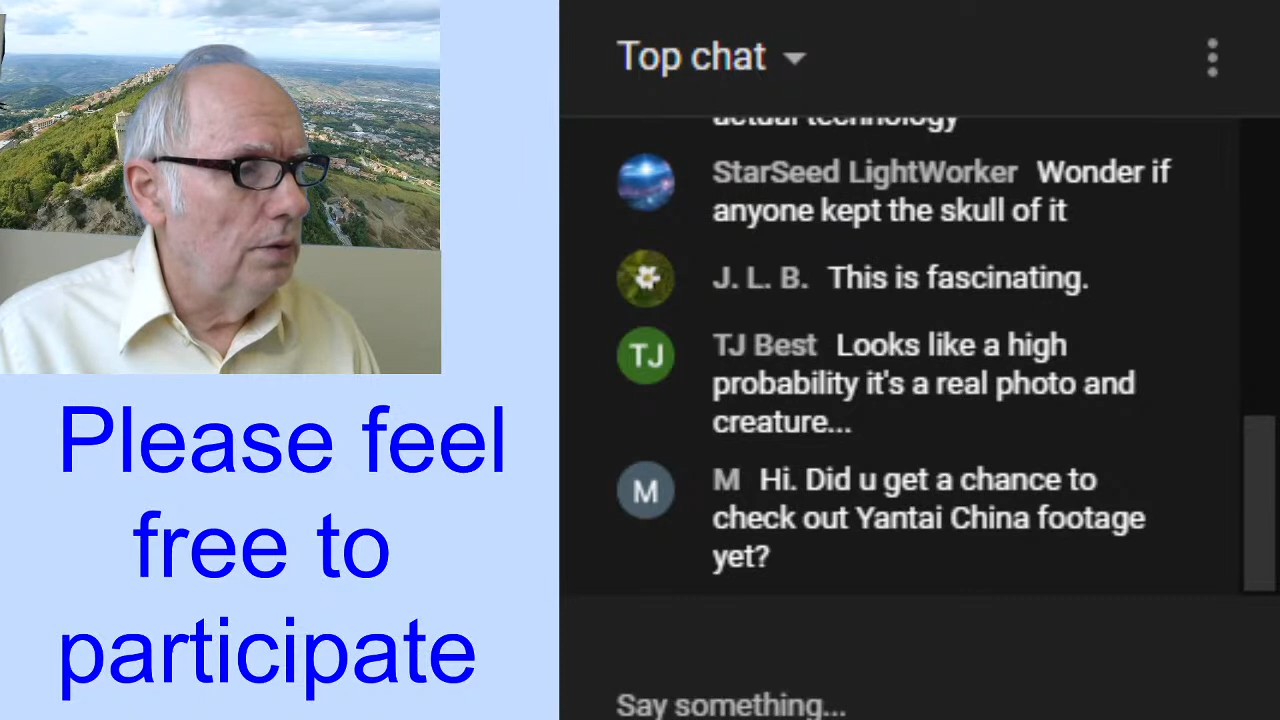 Top chat
actual technology
StarSeed LightWorker Wonder if
anyone kept the skull of it
J. L. B. This is fascinating.
TJ
TJ Best Looks like a high
probability it's a real photo and
creature...
M
M Hi. Did u get a chance to
check out Yantai China footage
yet?
Say something...
Please feel
free to
participate